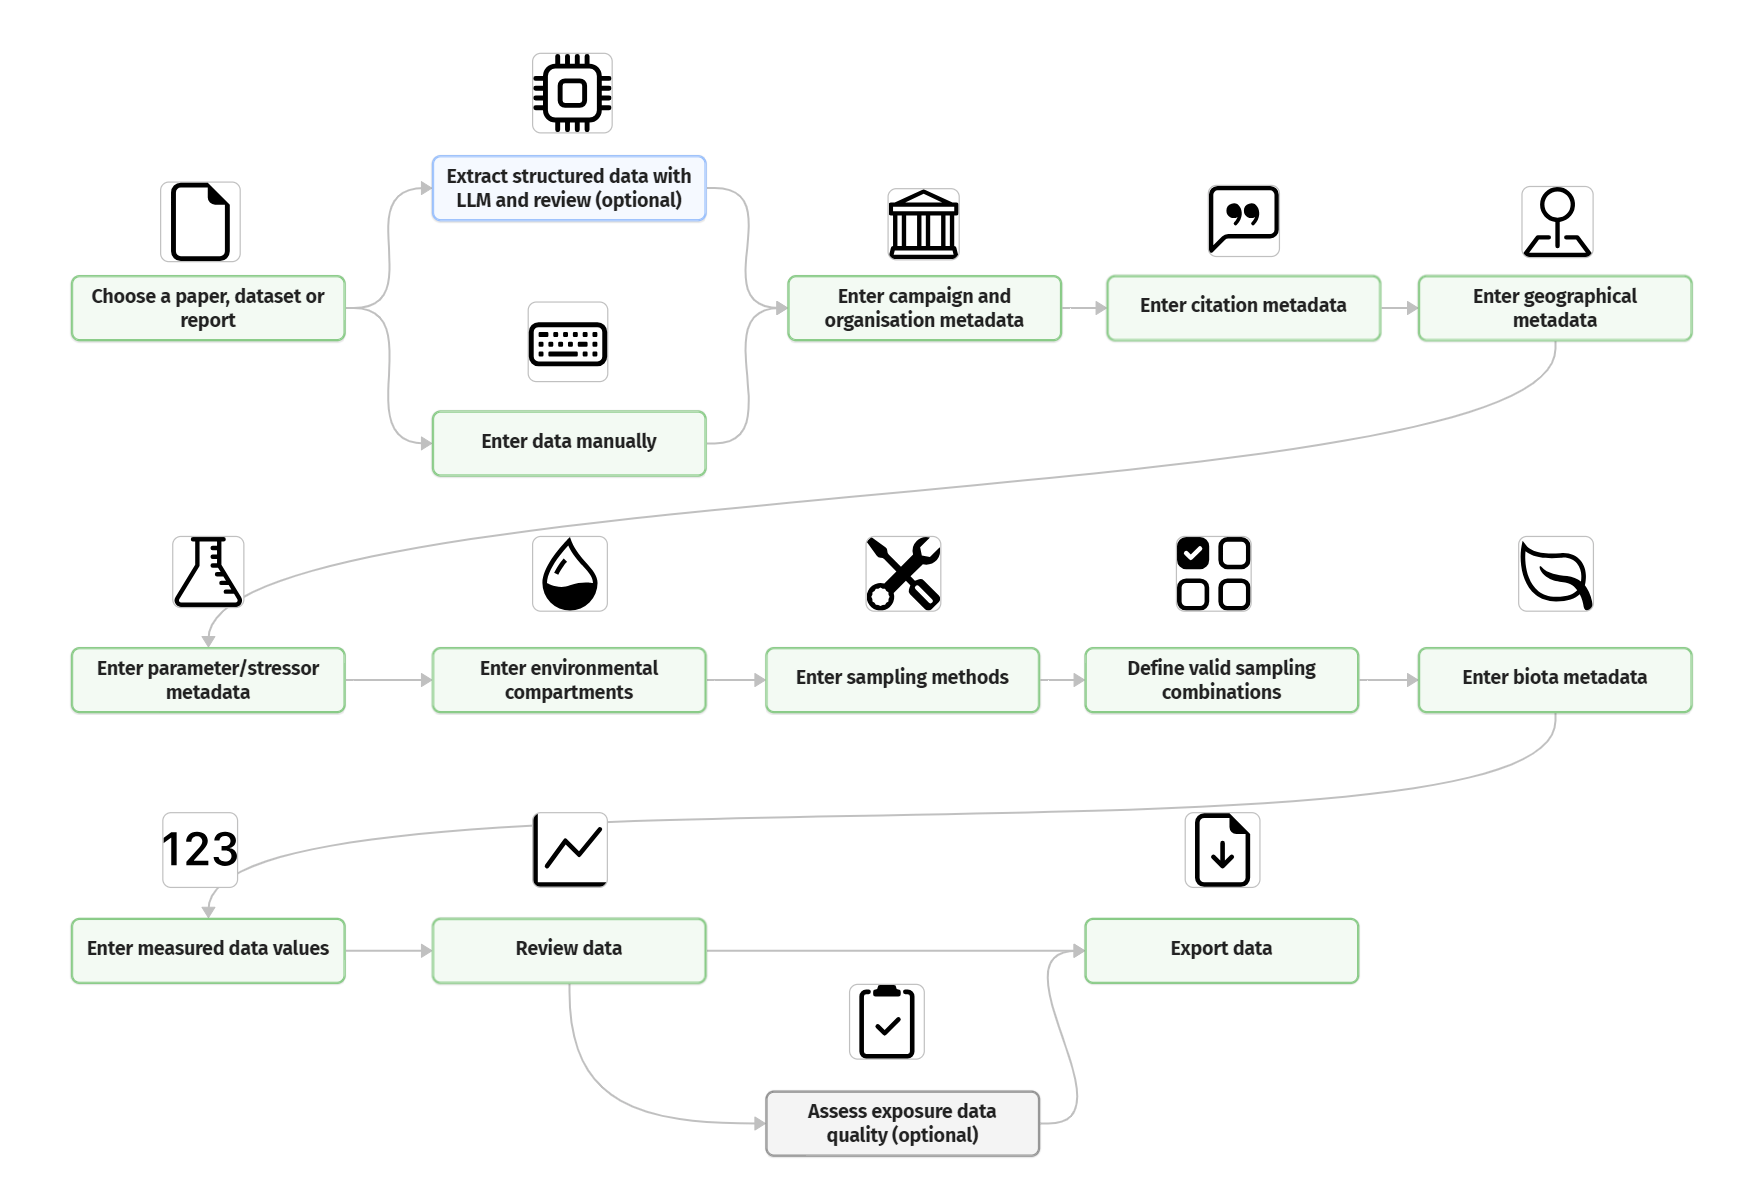 Extract structured data with
LLM and review (optional)
Choose a paper, dataset or
report
Enter data manually
Enter campaign and
organisation metadata
Enter citation metadata
Enter geographical
metadata
Enter parameter/stressor
metadata
Enter environmental
compartments
Enter sampling methods
Define valid sampling
combinations
Enter biota metadata
123
Enter measured data values
Review data
Export data
Assess exposure data
quality (optional)